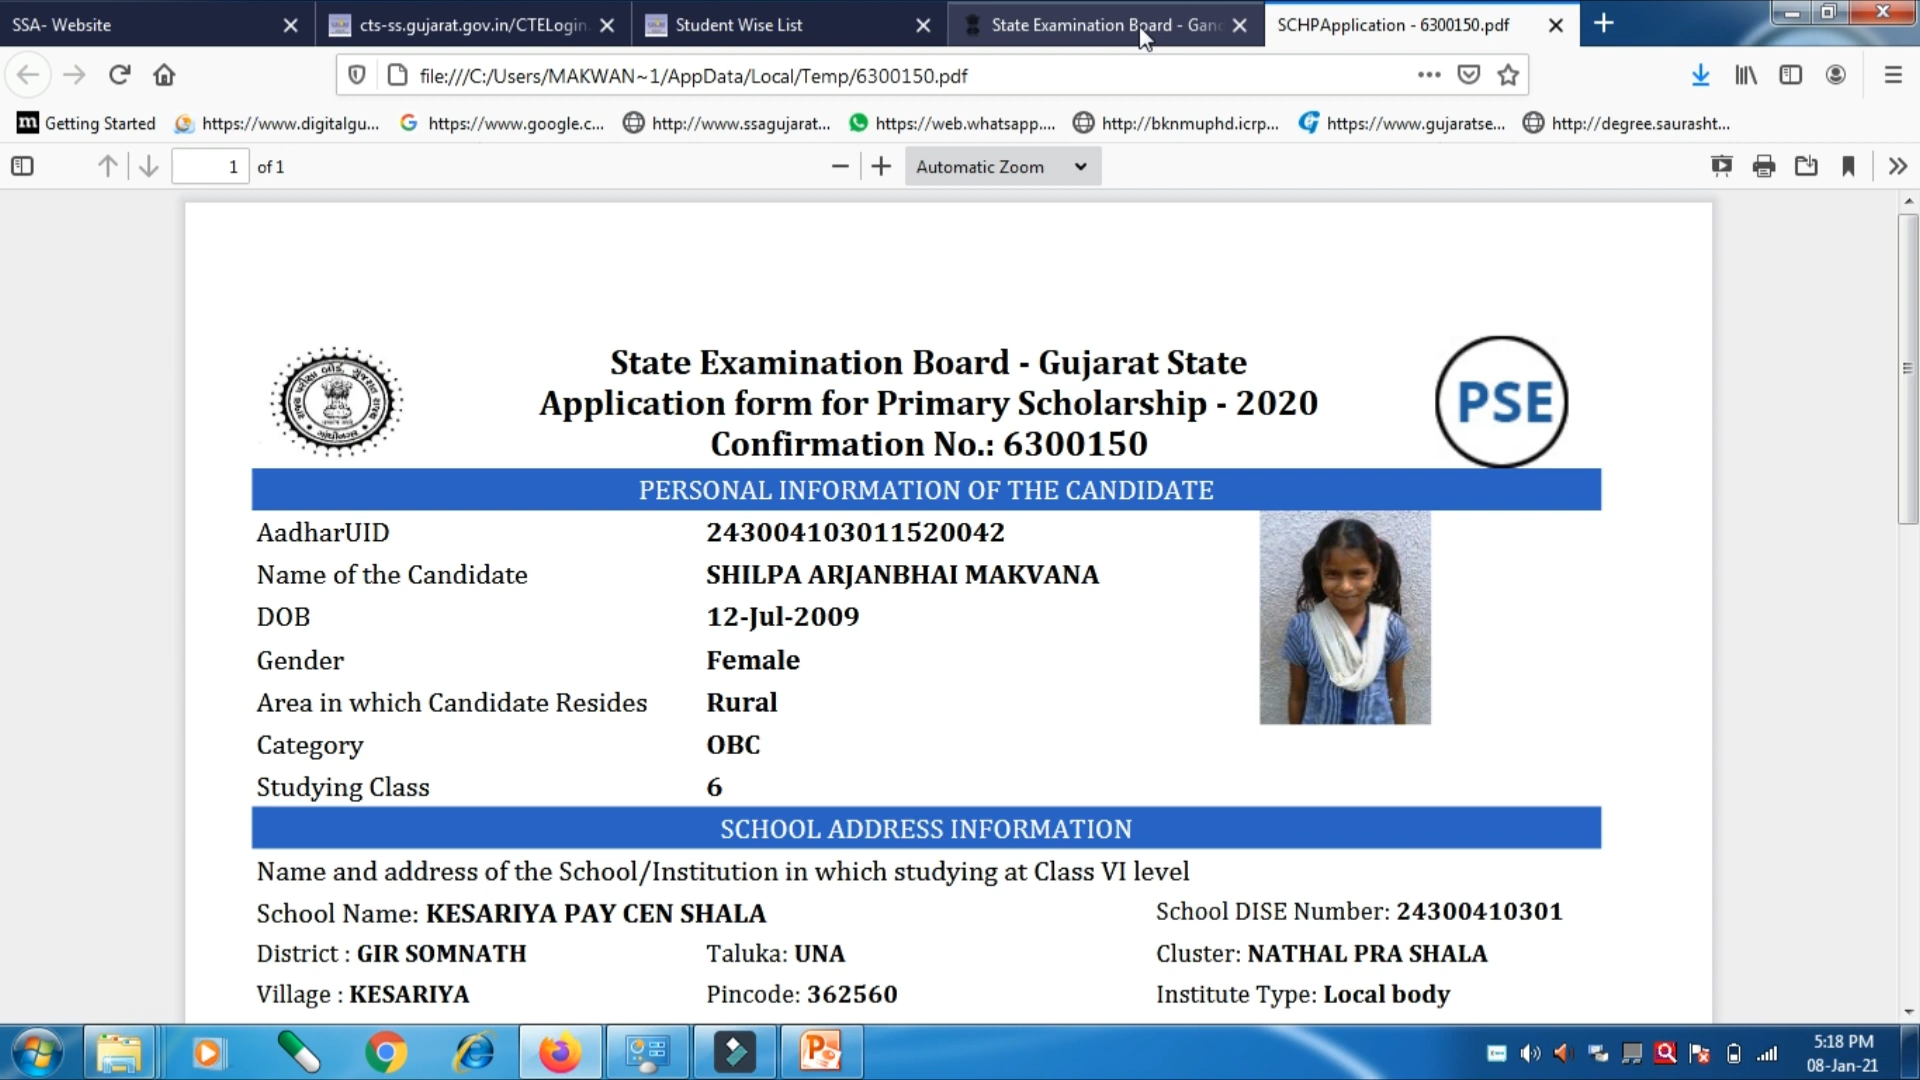 SSA- Website
cts-ss.gujarat.gov.in/CTELogin.
Student Wise List
State Examination Board - Gand
SCHPApplication - 6300150.pdf
file:///C:/Users/MAKWAN~1/AppData/Local/Temp/6300150.pdf
m Getting Started
https://www.digitalgu...
https://www.google.c...
http://www.ssagujarat...
https://web.whatsapp....
http://bknmuphd.icrp...
https://www.gujaratse...
http://degree.saurasht...
1 of 1
Automatic Zoom
State Examination Board - Gujarat State
Application form for Primary Scholarship - 2020
Confirmation No.: 6300150
PSE
PERSONAL INFORMATION OF THE CANDIDATE
AadharUID 243004103011520042
Name of the Candidate SHILPA ARJANBHAI MAKVANA
DOB 12-Jul-2009
Gender Female
Area in which Candidate Resides Rural
Category OBC
Studying Class 6
SCHOOL ADDRESS INFORMATION
Name and address of the School/Institution in which studying at Class VI level
School Name: KESARIYA PAY CEN SHALA School DISE Number: 24300410301
District : GIR SOMNATH Taluka: UNA Cluster: NATHAL PRA SHALA
Village : KESARIYA Pincode: 362560 Institute Type: Local body
5:18 PM
08-Jan-21